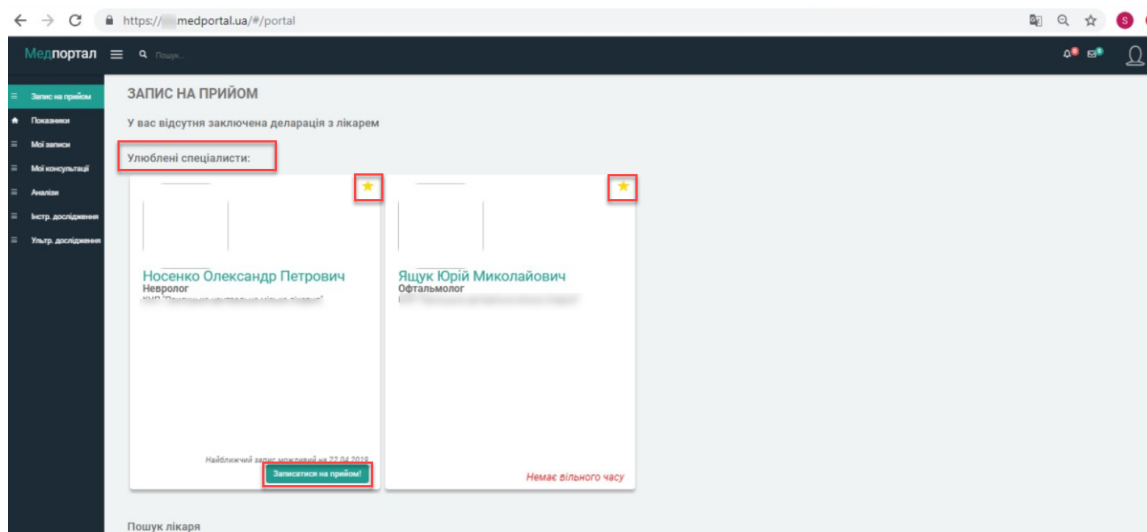 https:// medportal.ua/#/portal
S
Медпортал
Пошук...
Запис на прийом
Показники
Мої записи
Мої консультації
Аналізи
Інстр. дослідження
Ультр. дослідження
ЗАПИС НА ПРИЙОМ
У вас відсутня заключена деларація з лікарем
Улюблені спеціалисти:
Носенко Олександр Петрович
Невролог
Найближчий запис можливий на 22.04.2019
Записатися на прийом!
Ящук Юрій Миколайович
Офтальмолог
Немає вільного часу
Пошук лікаря